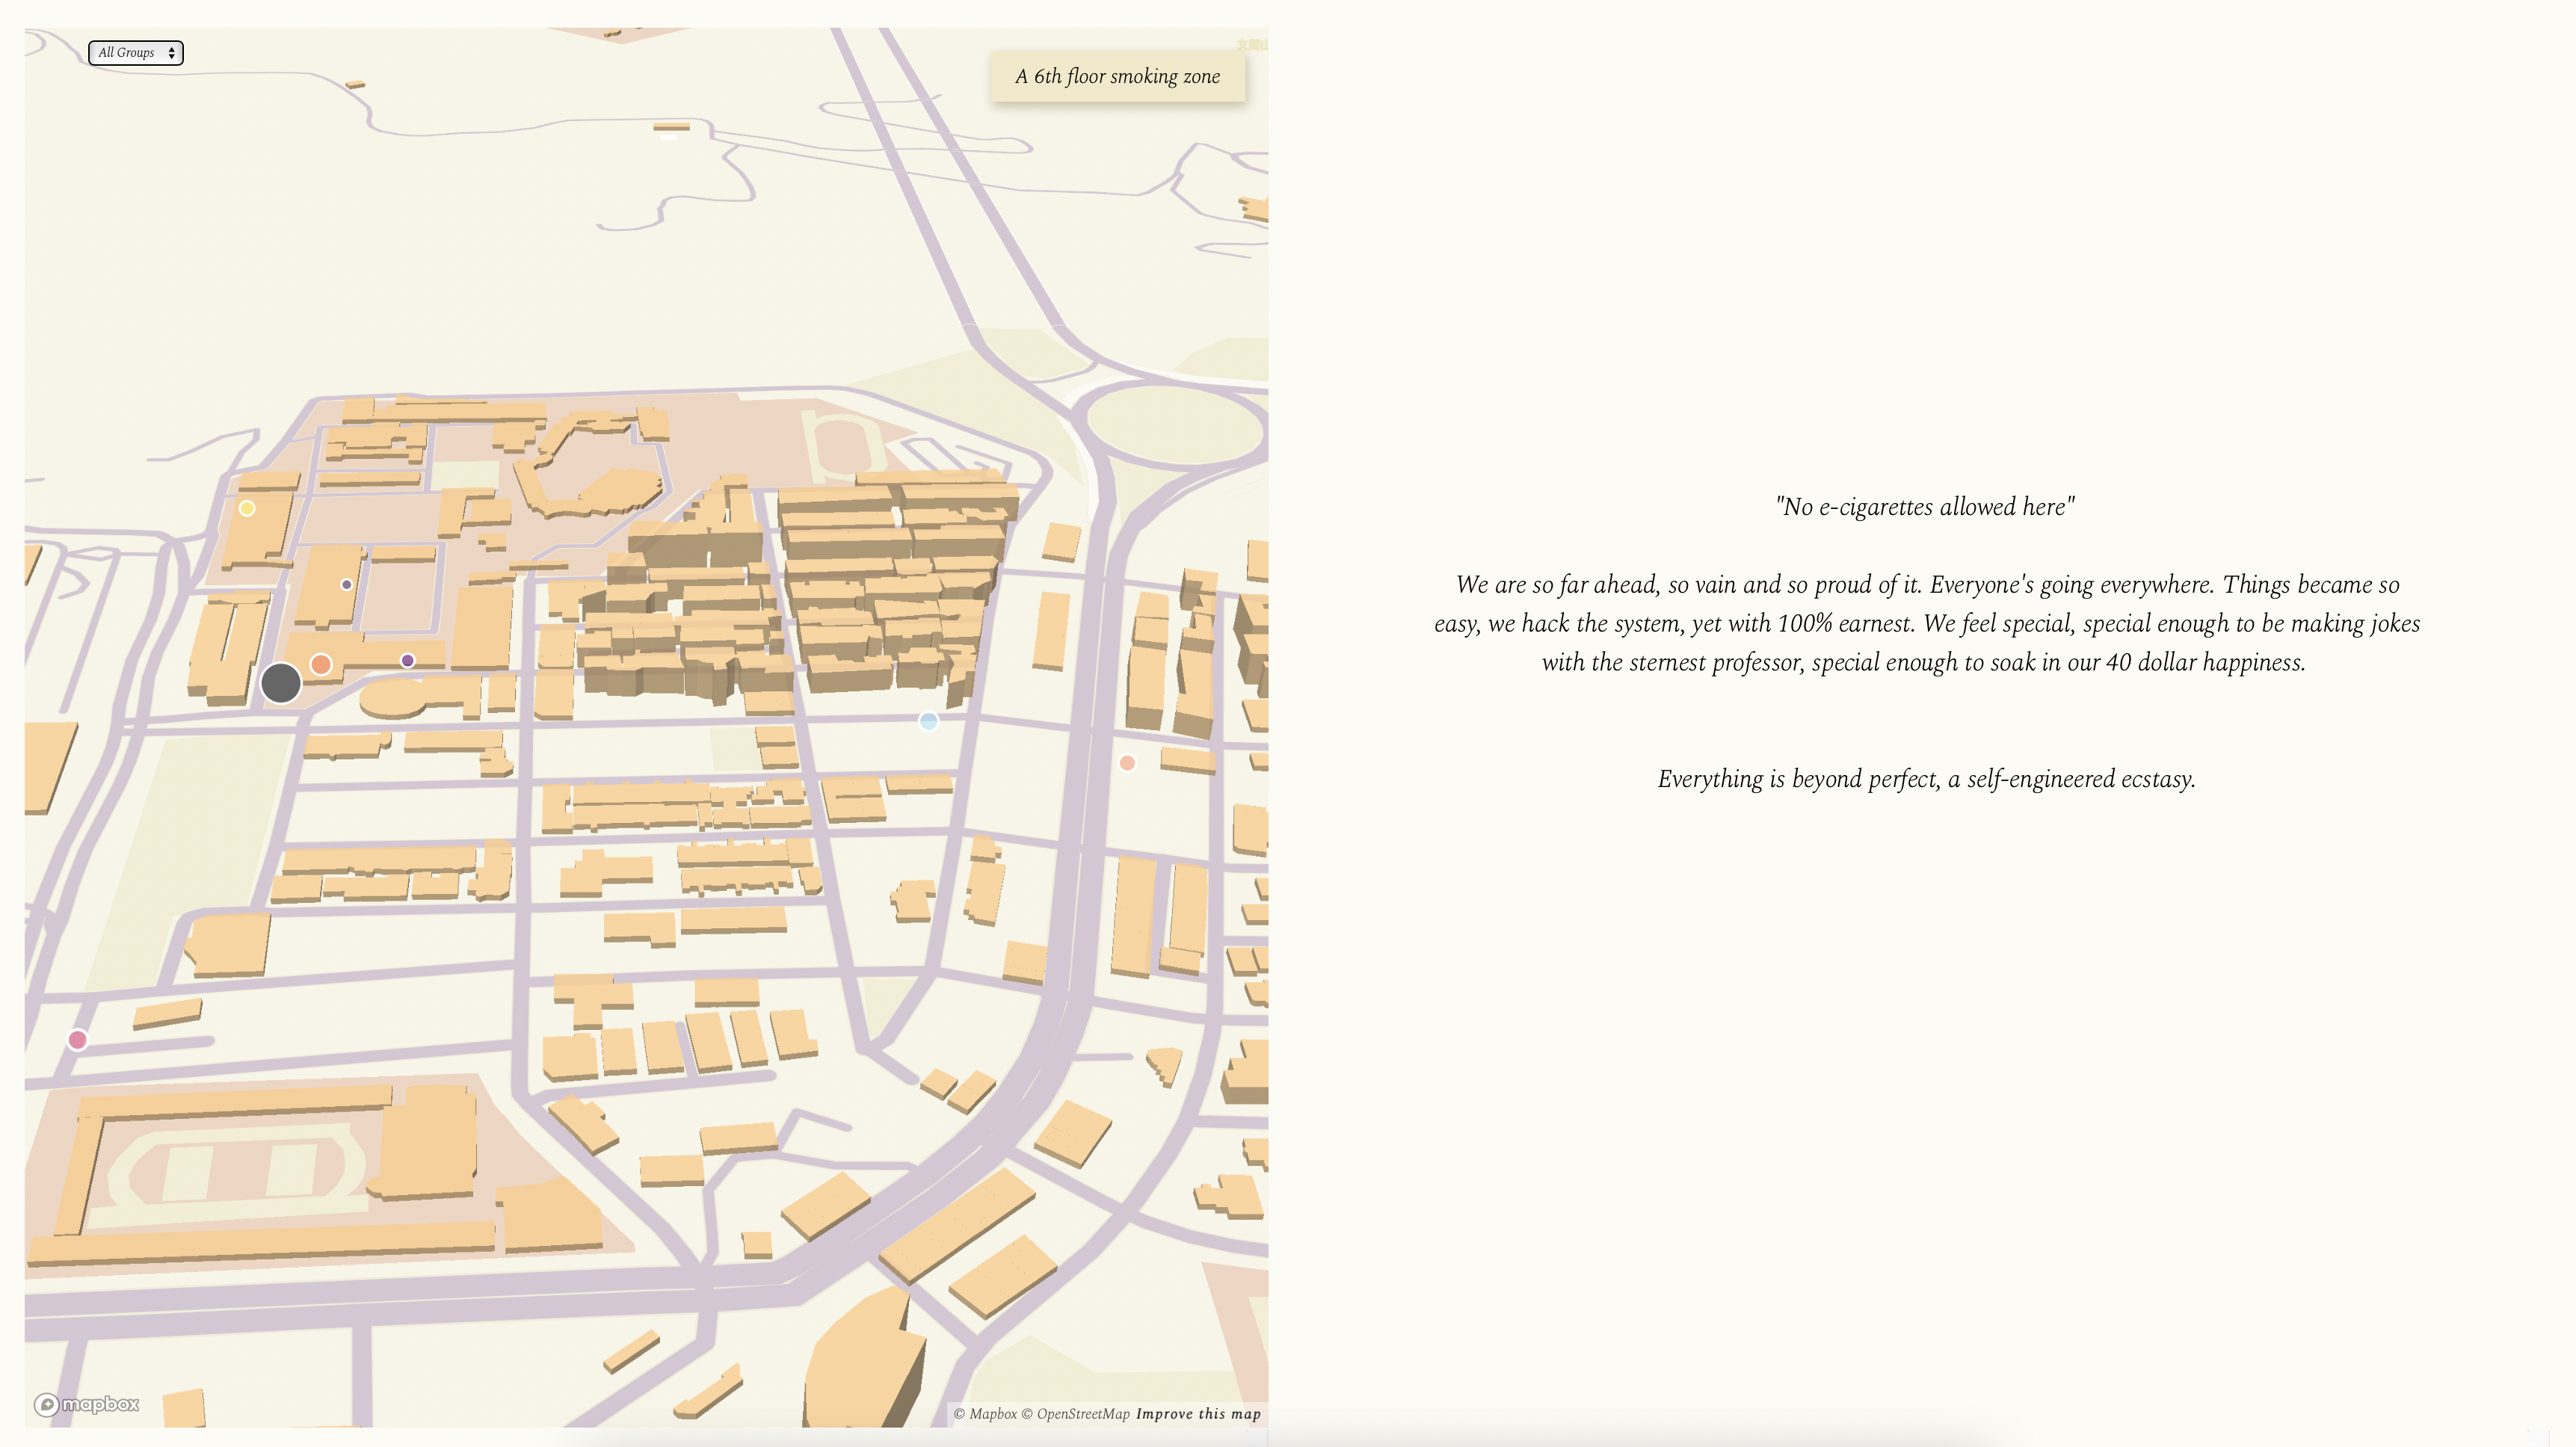 All Groups
A 6th floor smoking zone
"No e-cigarettes allowed here"
We are so far ahead, so vain and so proud of it. Everyone's going everywhere. Things became so
easy, we hack the system, yet with 100% earnest. We feel special, special enough to be making jokes
with the sternest professor, special enough to soak in our 40 dollar happiness.
Everything is beyond perfect, a self-engineered ecstasy.
mapbox
© Mapbox © OpenStreetMap Improve this map